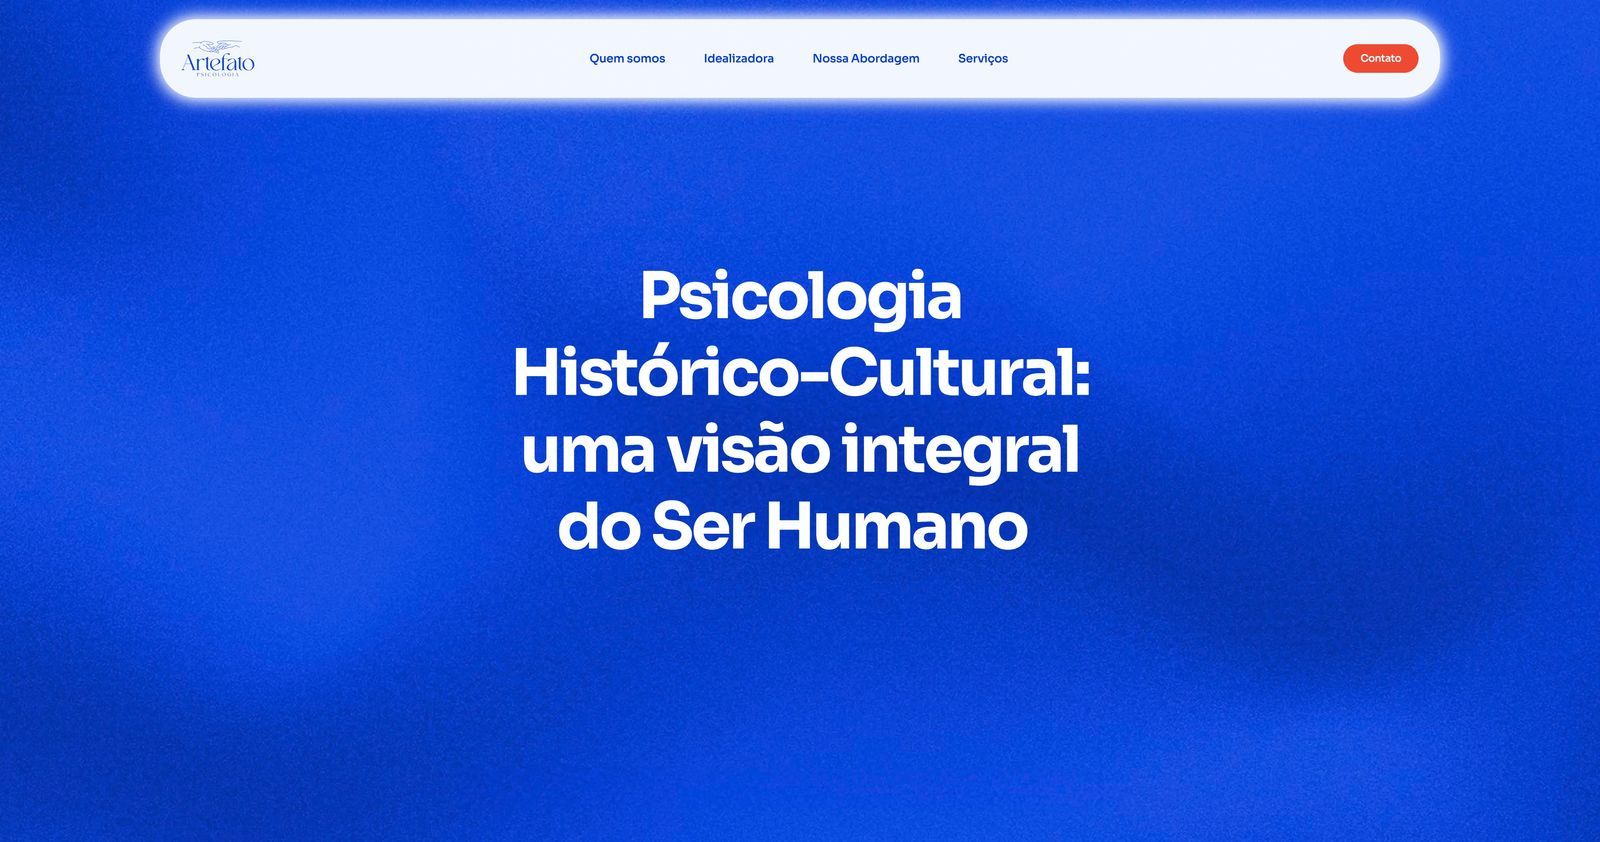 Artefato
PSICOLOGIA
Quem somos
Idealizadora
Nossa Abordagem
Serviços
Contato
Psicologia
Histórico-Cultural:
uma visão integral
do Ser Humano